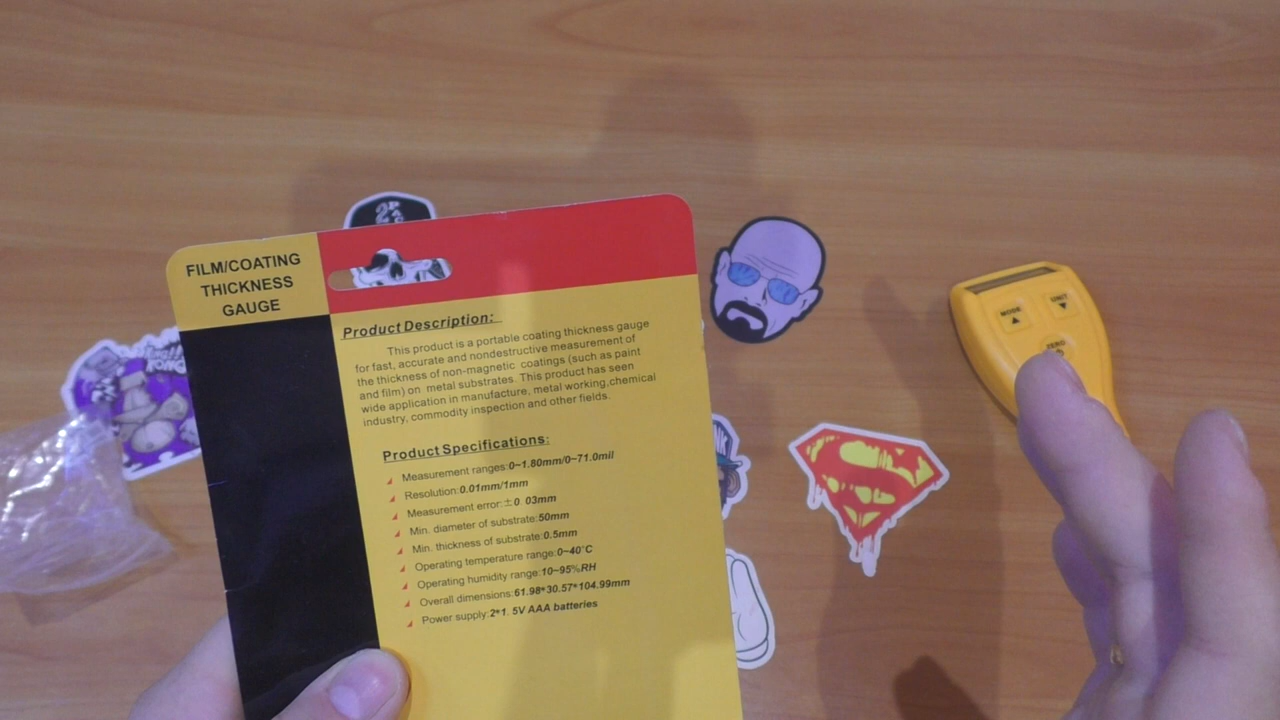 FILM/COATING
THICKNESS
GAUGE
Product Description:
This product is a portable coating thickness gauge
for fast, accurate and nondestructive measurement of
the thickness of non-magnetic coatings (such as paint
and film) on metal substrates. This product has seen
wide application in manufacture, metal working,chemical
industry, commodity inspection and other fields.
Product Specifications:
Measurement ranges:0~1.80mm/0~71.0mil
Resolution:0.01mm/1mm
Measurement error:±0.03mm
Min. diameter of substrate:50mm
Min. thickness of substrate:0.5mm
Operating temperature range:0~40°C
Operating humidity range:10~95%RH
Overall dimensions:61.98*30.57*104.99mm
Power supply:2*1.5V AAA batteries
MODE
UNIT
ZERO